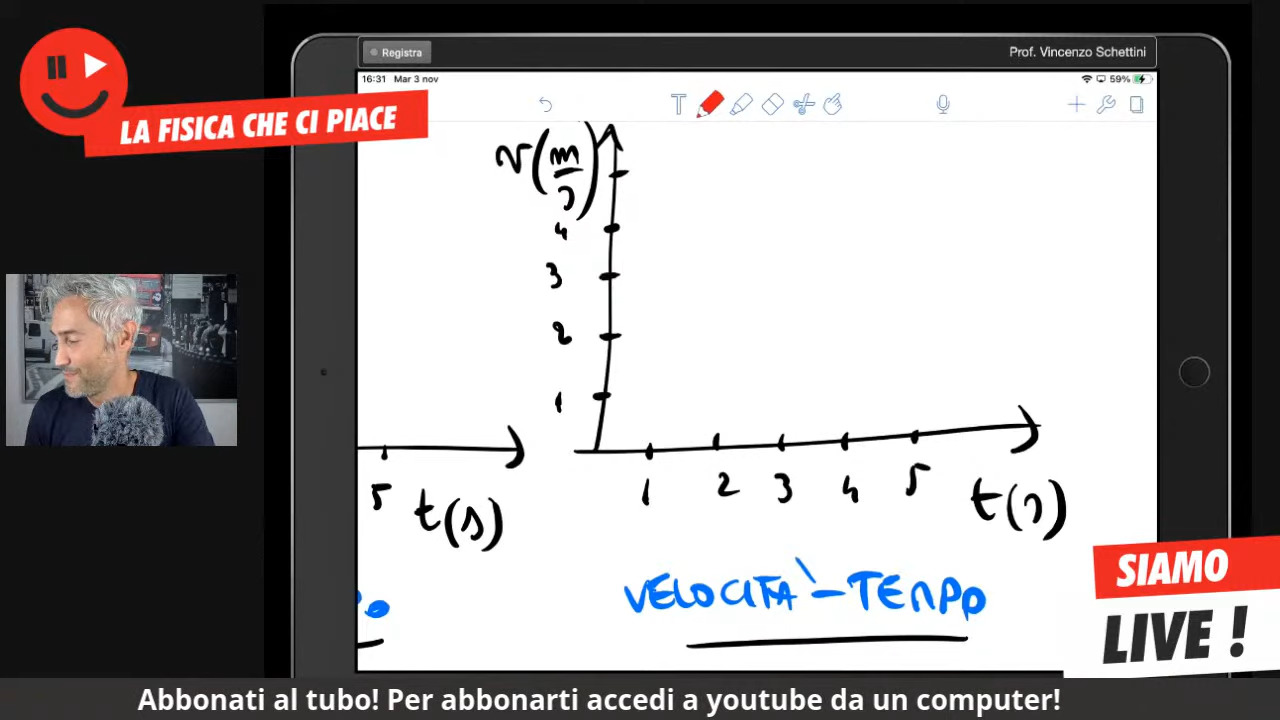 Registra
Prof. Vincenzo Schettini
16:31 Mar 3 nov
59%
LA FISICA CHE CI PIACE
T
v(m/s)
4
3
2
1
1 2 3 4 5
t(s)
5
t(s)
VELOCITÀ-TEMPO
SIAMO
LIVE !
Abbonati al tubo! Per abbonarti accedi a youtube da un computer!